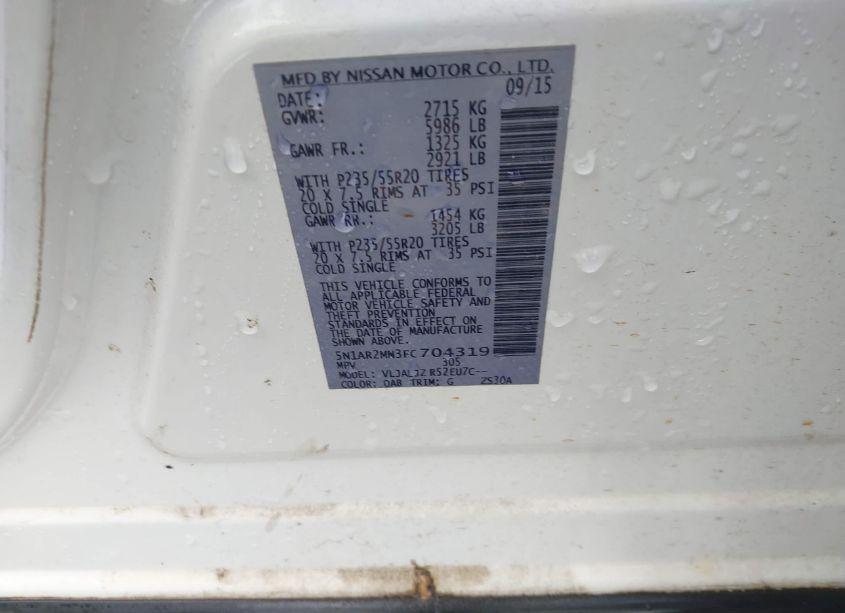 MFD BY NISSAN MOTOR CO., LTD.
DATE: 09/15
GVWR: 2715 KG
5986 LB
GAWR FR.: 1325 KG
2921 LB
WITH P235/55R20 TIRES
20 X 7.5 RIMS AT 35 PSI
COLD SINGLE
GAWR RR.: 1454 KG
3205 LB
WITH P235/55R20 TIRES
20 X 7.5 RIMS AT 35 PSI
COLD SINGLE
THIS VEHICLE CONFORMS TO
ALL APPLICABLE FEDERAL
MOTOR VEHICLE SAFETY AND
THEFT PREVENTION
STANDARDS IN EFFECT ON
THE DATE OF MANUFACTURE
SHOWN ABOVE.
5N1AR2MN3FC704319
MPV 305
MODEL:
COLOR: QAB TRIM: G 2S30A